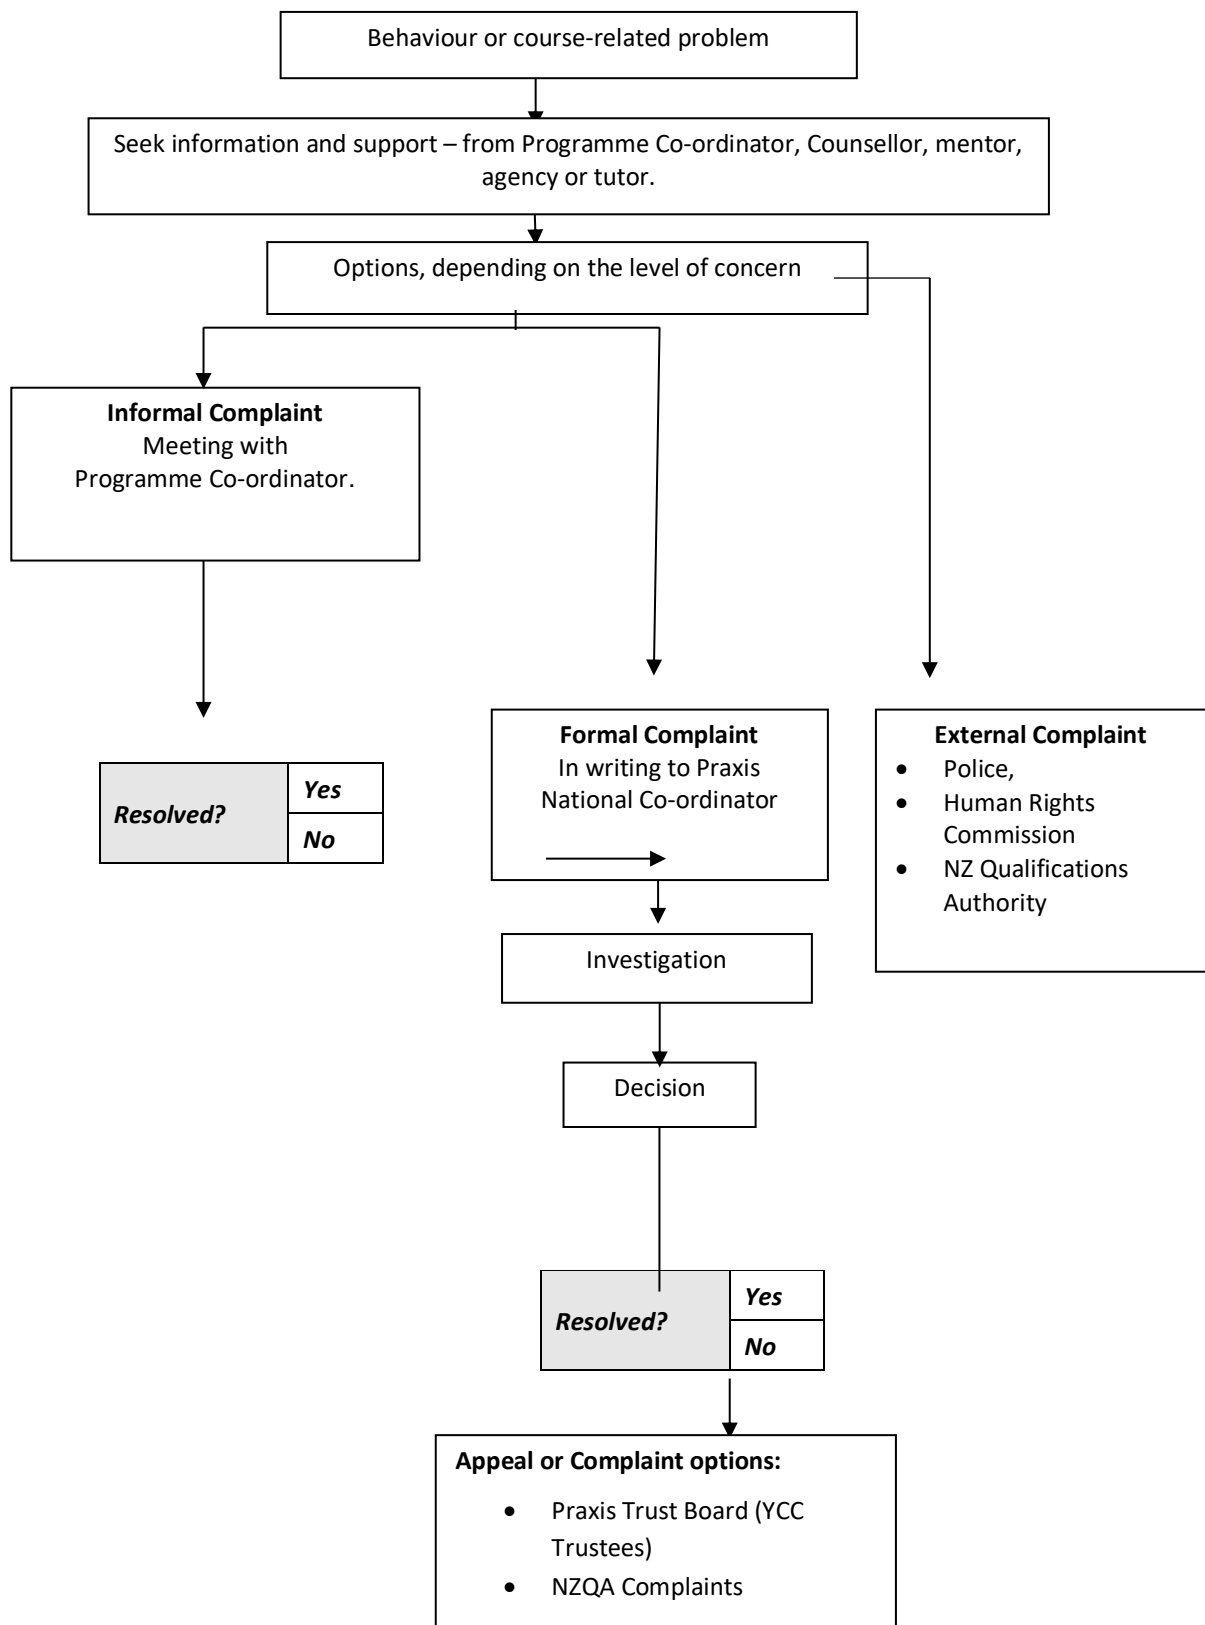 Behaviour or course-related problem
Seek information and support – from Programme Co-ordinator, Counsellor, mentor,
agency or tutor.
Options, depending on the level of concern
Informal Complaint
Meeting with
Programme Co-ordinator.
Resolved?
Yes
No
Formal Complaint
In writing to Praxis
National Co-ordinator
External Complaint
• Police,
• Human Rights
Commission
• NZ Qualifications
Authority
Investigation
Decision
Resolved?
Yes
No
Appeal or Complaint options:
• Praxis Trust Board (YCC
Trustees)
• NZQA Complaints